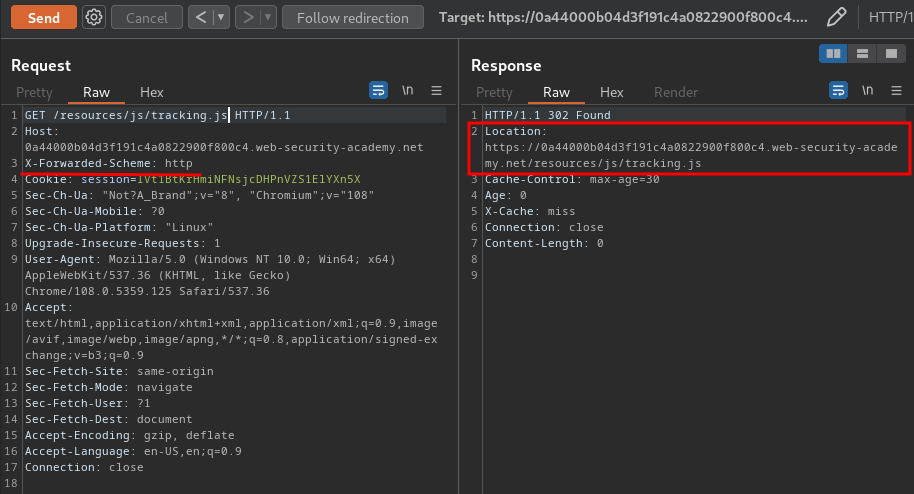 Send Cancel < > Follow redirection Target: https://0a44000b04d3f191c4a0822900f800c4.... HTTP/1
Request
Pretty Raw Hex \n
1 GET /resources/js/tracking.js HTTP/1.1
2 Host:
0a44000b04d3f191c4a0822900f800c4.web-security-academy.net
3 X-Forwarded-Scheme: http
4 Cookie: session=
5 Sec-Ch-Ua: "Not?A_Brand";v="8", "Chromium";v="108"
6 Sec-Ch-Ua-Mobile: ?0
7 Sec-Ch-Ua-Platform: "Linux"
8 Upgrade-Insecure-Requests: 1
9 User-Agent: Mozilla/5.0 (Windows NT 10.0; Win64; x64)
AppleWebKit/537.36 (KHTML, like Gecko)
Chrome/108.0.5359.125 Safari/537.36
10 Accept:
text/html,application/xhtml+xml,application/xml;q=0.9,image
/avif,image/webp,image/apng,*/*;q=0.8,application/signed-ex
change;v=b3;q=0.9
11 Sec-Fetch-Site: same-origin
12 Sec-Fetch-Mode: navigate
13 Sec-Fetch-User: ?1
14 Sec-Fetch-Dest: document
15 Accept-Encoding: gzip, deflate
16 Accept-Language: en-US,en;q=0.9
17 Connection: close
18
Response
Pretty Raw Hex Render \n
1 HTTP/1.1 302 Found
2 Location:
https://0a44000b04d3f191c4a0822900f800c4.web-security-acade
my.net/resources/js/tracking.js
3 Cache-Control: max-age=30
4 Age: 0
5 X-Cache: miss
6 Connection: close
7 Content-Length: 0
8
9